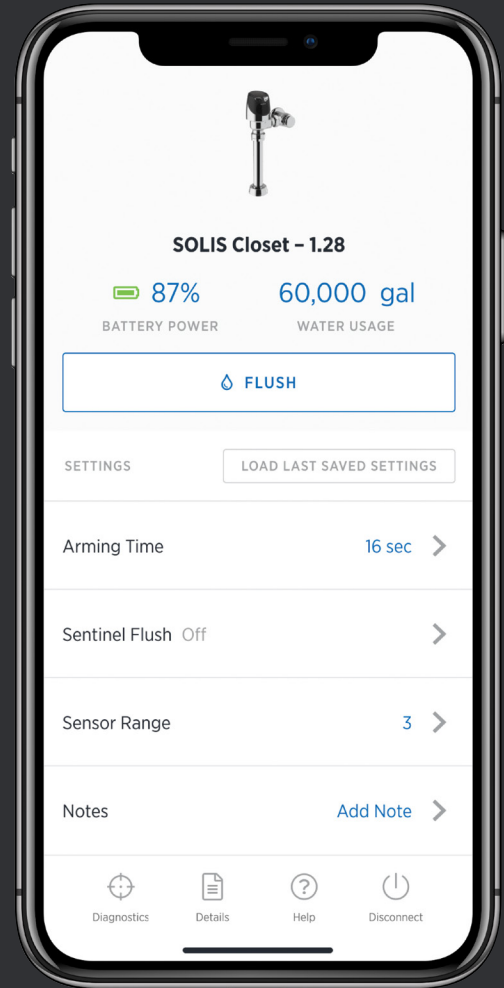 SOLIS Closet – 1.28
87% 60,000 gal
BATTERY POWER WATER USAGE
FLUSH
SETTINGS LOAD LAST SAVED SETTINGS
Arming Time 16 sec
Sentinel Flush Off
Sensor Range 3
Notes Add Note
Diagnostics Details Help Disconnect